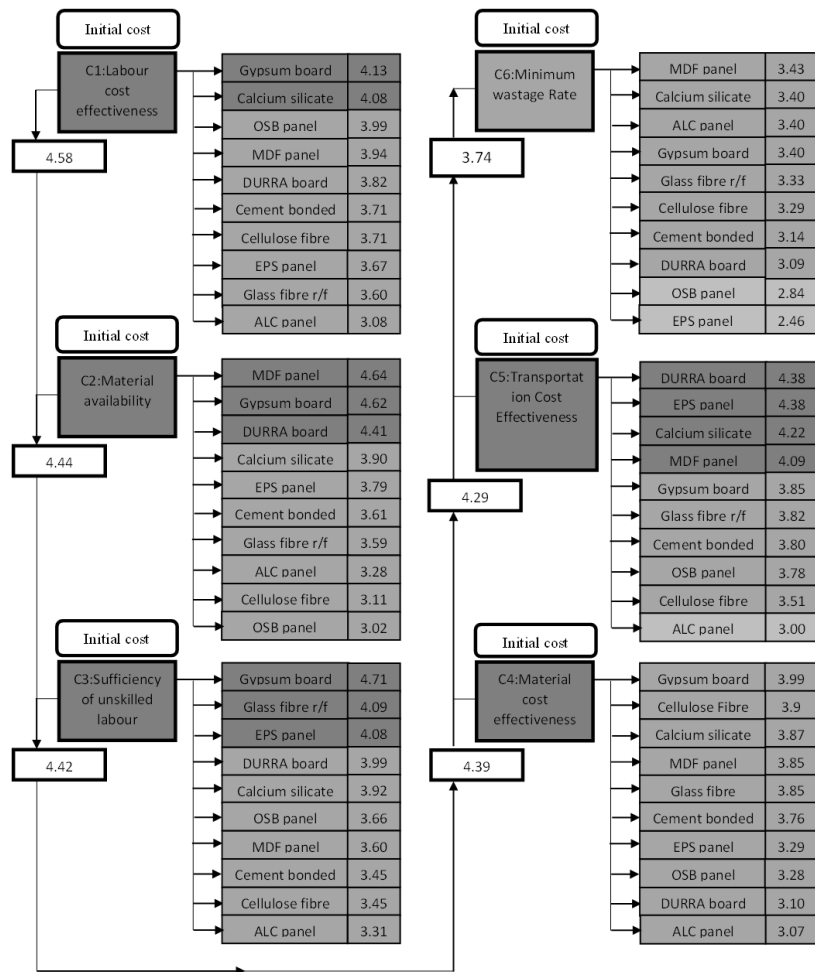 Initial cost
C1:Labour
cost
effectiveness
4.58
Gypsum board 4.13
Calcium silicate 4.08
OSB panel 3.99
MDF panel 3.94
DURRA board 3.82
Cement bonded 3.71
Cellulose fibre 3.71
EPS panel 3.67
Glass fibre r/f 3.60
ALC panel 3.08
Initial cost
C2:Material
availability
4.44
MDF panel 4.64
Gypsum board 4.62
DURRA board 4.41
Calcium silicate 3.90
EPS panel 3.79
Cement bonded 3.61
Glass fibre r/f 3.59
ALC panel 3.28
Cellulose fibre 3.11
OSB panel 3.02
Initial cost
C3:Sufficiency
of unskilled
labour
4.42
Gypsum board 4.71
Glass fibre r/f 4.09
EPS panel 4.08
DURRA board 3.99
Calcium silicate 3.92
OSB panel 3.66
MDF panel 3.60
Cement bonded 3.45
Cellulose fibre 3.45
ALC panel 3.31
Initial cost
C6:Minimum
wastage Rate
3.74
MDF panel 3.43
Calcium silicate 3.40
ALC panel 3.40
Gypsum board 3.40
Glass fibre r/f 3.33
Cellulose fibre 3.29
Cement bonded 3.14
DURRA board 3.09
OSB panel 2.84
EPS panel 2.46
Initial cost
C5:Transportat
ion Cost
Effectiveness
4.29
DURRA board 4.38
EPS panel 4.38
Calcium silicate 4.22
MDF panel 4.09
Gypsum board 3.85
Glass fibre r/f 3.82
Cement bonded 3.80
OSB panel 3.78
Cellulose fibre 3.51
ALC panel 3.00
Initial cost
C4:Material
cost
effectiveness
4.39
Gypsum board 3.99
Cellulose Fibre 3.9
Calcium silicate 3.87
MDF panel 3.85
Glass fibre 3.85
Cement bonded 3.76
EPS panel 3.29
OSB panel 3.28
DURRA board 3.10
ALC panel 3.07